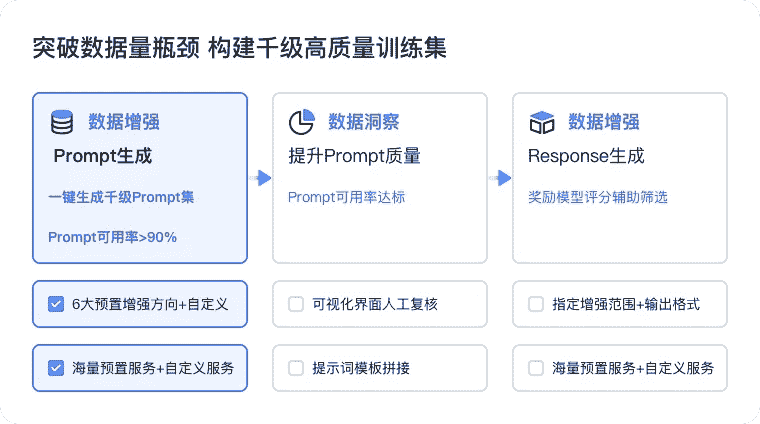 突破数据量瓶颈 构建千级高质量训练集
数据增强
Prompt生成
一键生成千级Prompt集
Prompt可用率>90%
6大预置增强方向+自定义
海量预置服务+自定义服务
数据洞察
提升Prompt质量
Prompt可用率达标
可视化界面人工复核
提示词模板拼接
数据增强
Response生成
奖励模型评分辅助筛选
指定增强范围+输出格式
海量预置服务+自定义服务